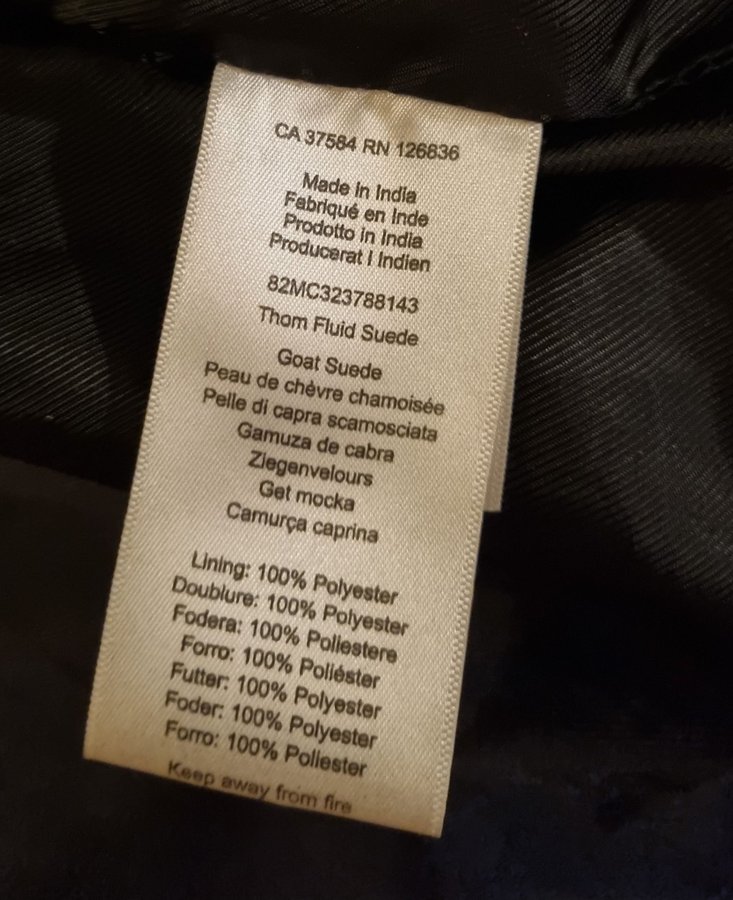 CA 37584 RN 126836
Made in India
Fabriqué en Inde
Prodotto in India
Producerat I Indien
82MC323788143
Thom Fluid Suede
Goat Suede
Peau de chèvre chamoisée
Pelle di capra scamosciata
Gamuza de cabra
Ziegenvelours
Get mocka
Camurça caprina
Lining: 100% Polyester
Doublure: 100% Polyester
Fodera: 100% Poliestere
Forro: 100% Poliéster
Futter: 100% Polyester
Foder: 100% Polyester
Forro: 100% Poliester
Keep away from fire